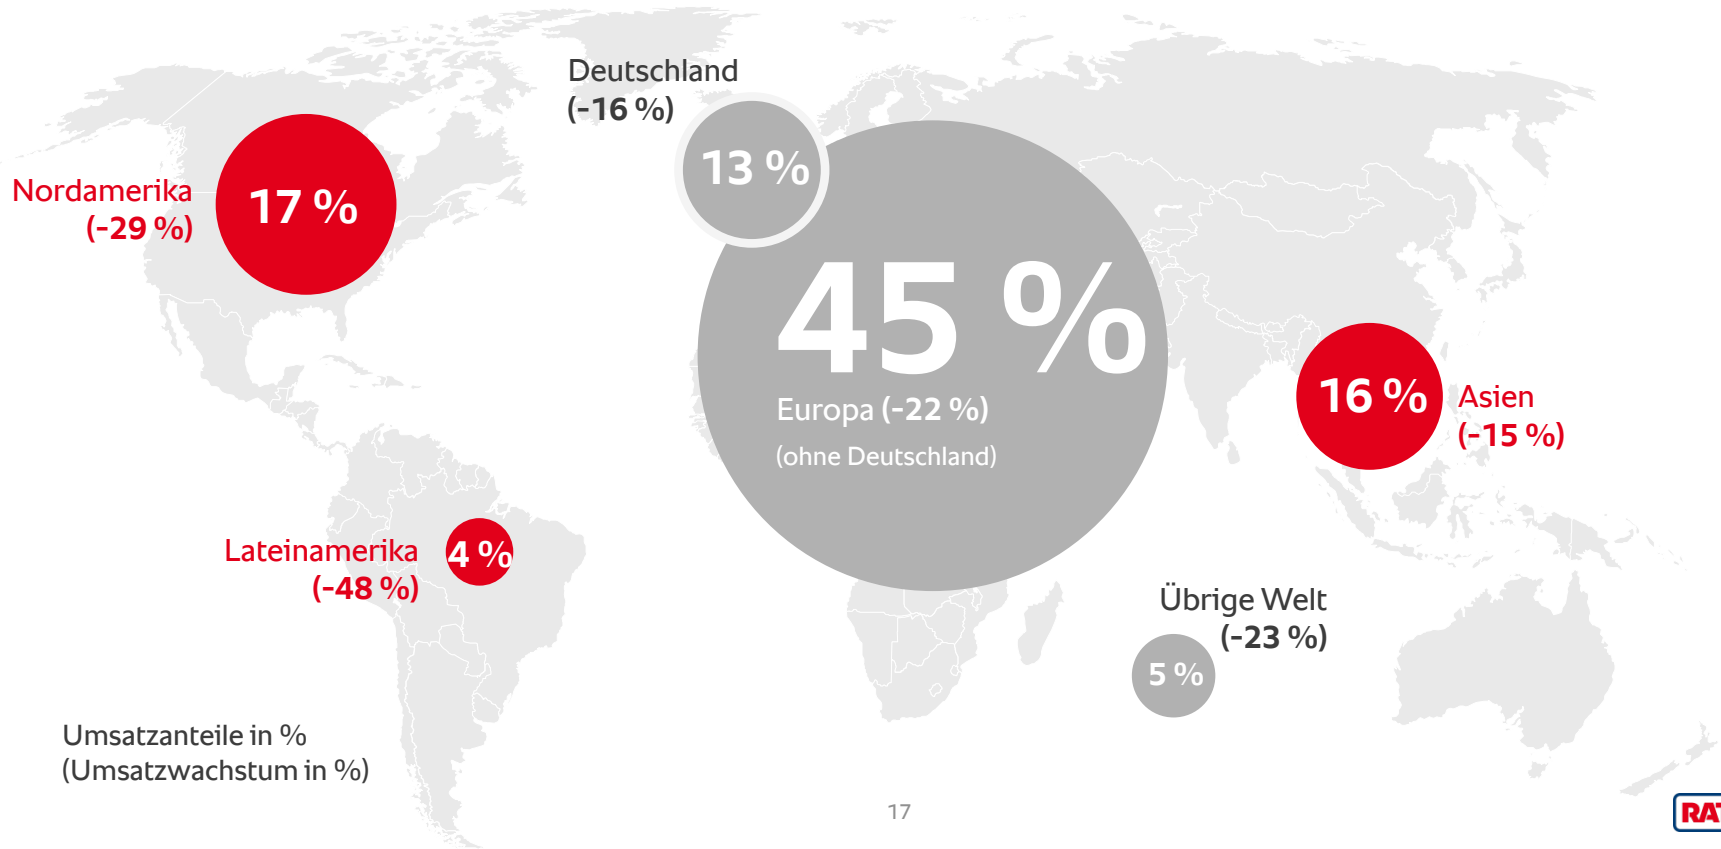 Deutschland
(-16 %)
13 %
Nordamerika
(-29 %)
17 %
45 %
Europa (-22 %)
(ohne Deutschland)
16 %
Asien
(-15 %)
Lateinamerika
(-48 %)
4 %
Übrige Welt
(-23 %)
5 %
Umsatzanteile in %
(Umsatzwachstum in %)
17